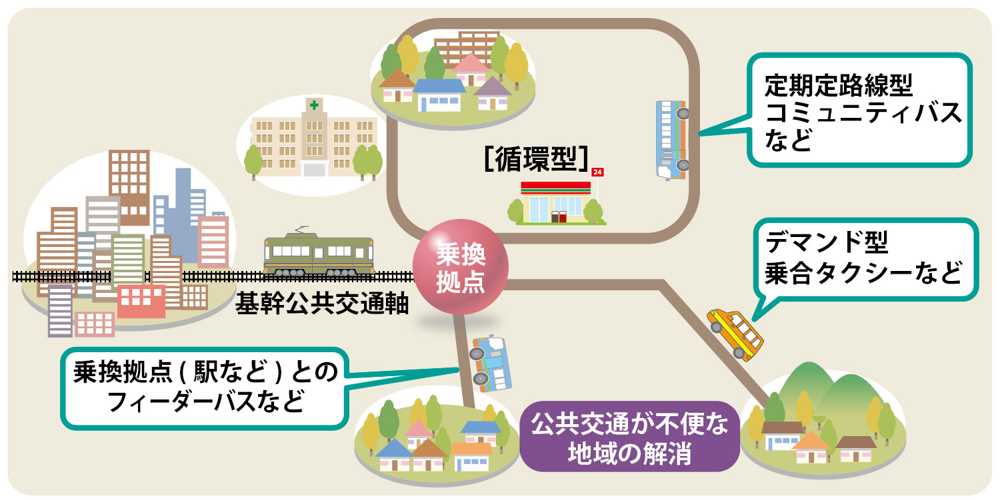 定期定路線型
コミュニティバス
など
［循環型］
24
デマンド型
乗合タクシーなど
乗換
拠点
基幹公共交通軸
乗換拠点(駅など)との
フィーダーバスなど
公共交通が不便な
地域の解消